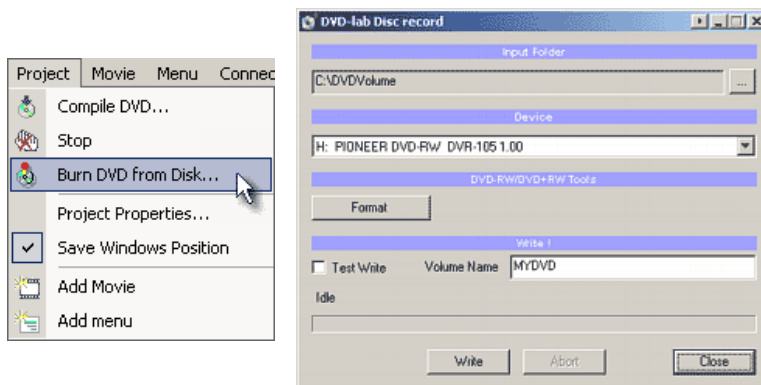 Project Movie Menu Connec
Compile DVD...
Stop
Burn DVD from Disk...
Project Properties...
Save Windows Position
Add Movie
Add menu
DVD-lab Disc record
Input Folder
C:\DVDVolume
...
Device
H: PIONEER DVD-RW DVR-105 1.00
DVD-RW/DVD+RW Tools
Format
Write !
Test Write Volume Name MYDVD
Idle
Write Abort Close